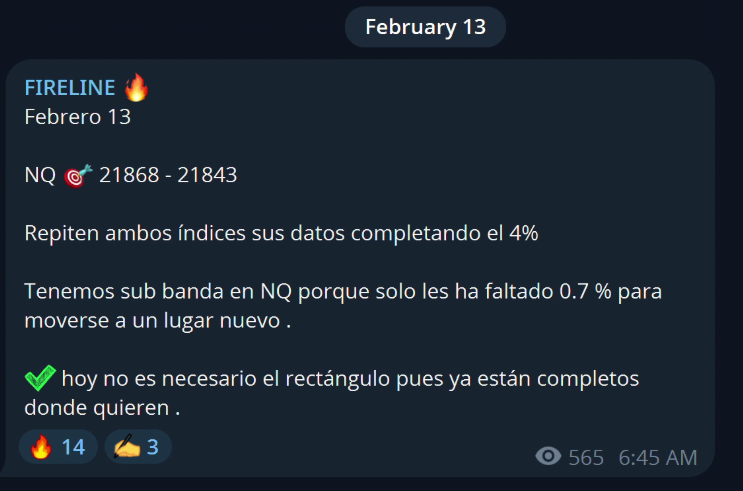 February 13
FIRELINE 🔥
Febrero 13
NQ 🎯 21868 - 21843
Repiten ambos índices sus datos completando el 4%
Tenemos sub banda en NQ porque solo les ha faltado 0.7 % para
moverse a un lugar nuevo .
✅ hoy no es necesario el rectángulo pues ya están completos
donde quieren .
🔥 14 ✍️ 3
565 6:45 AM